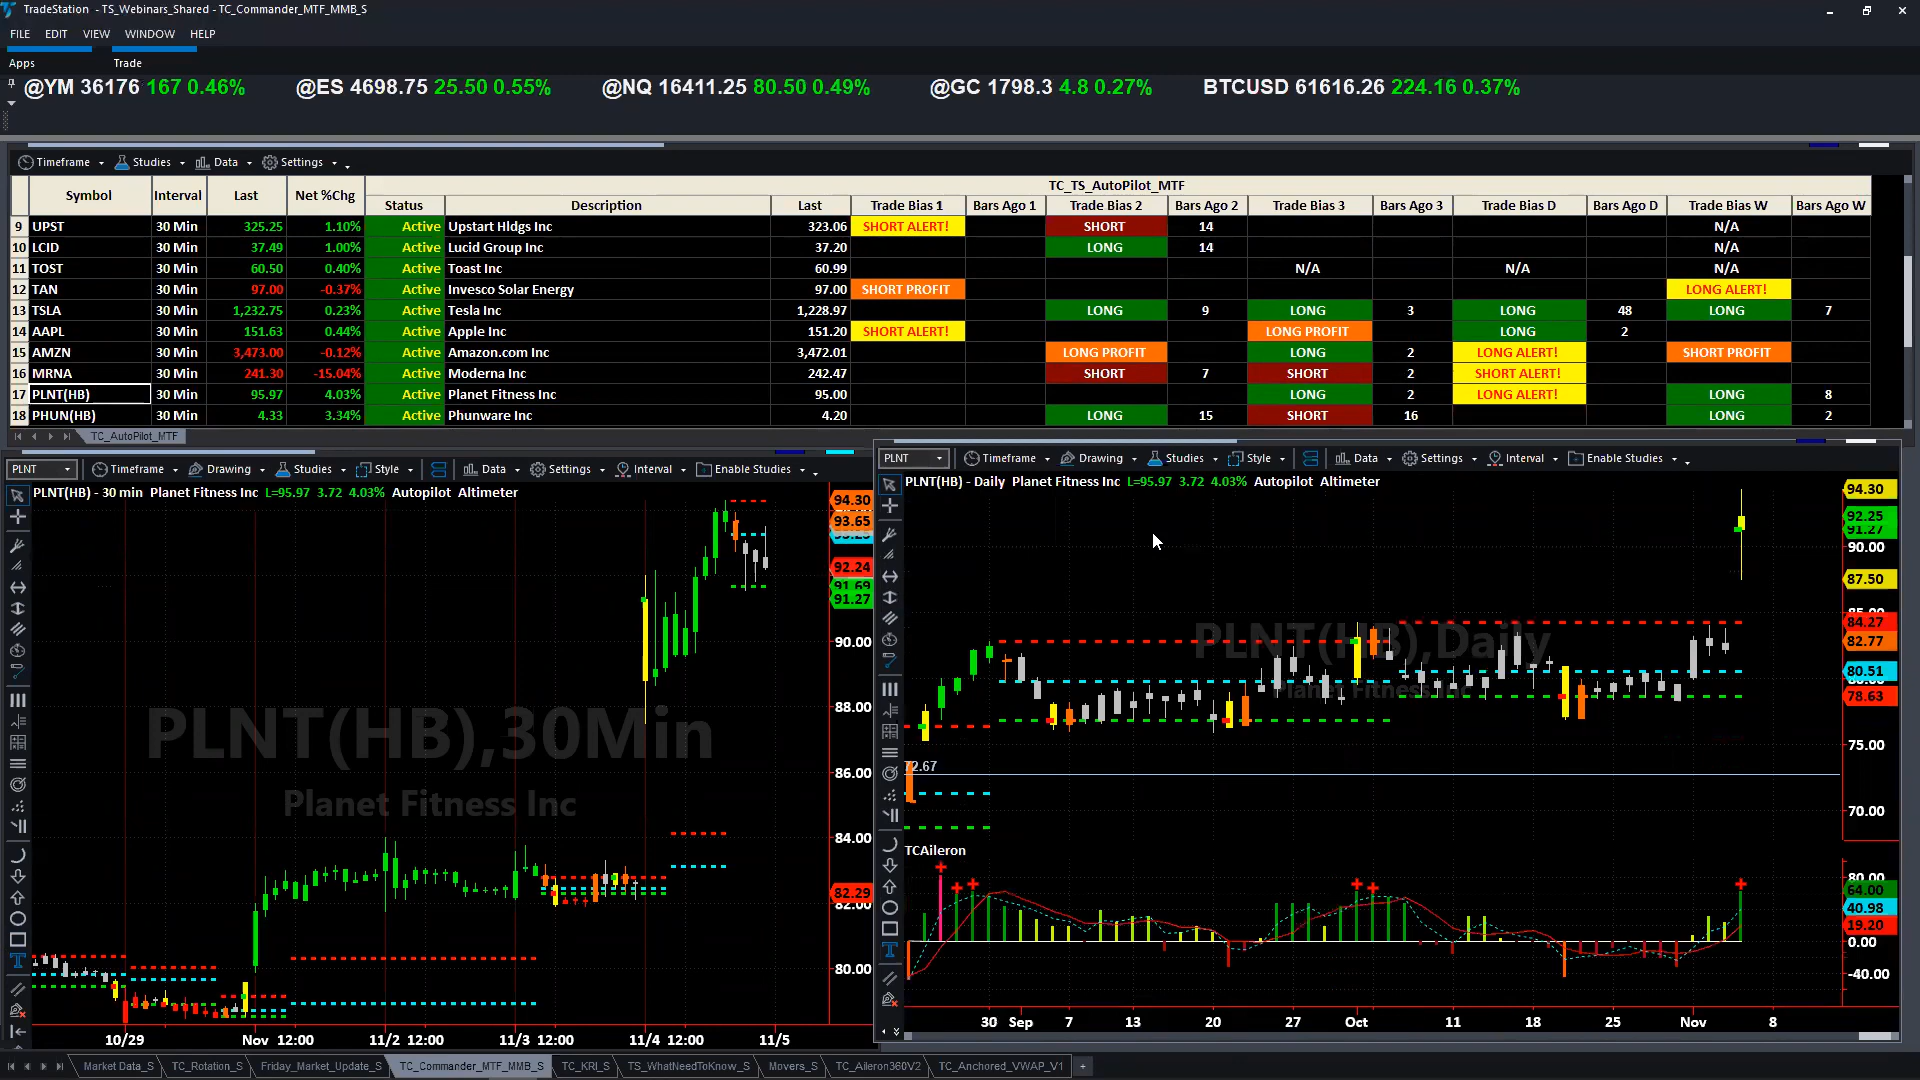 TradeStation - TS_Webinars_Shared - TC_Commander_MTF_MMB_S
FILE EDIT VIEW WINDOW HELP
Apps Trade
@YM 36176 167 0.46% @ES 4698.75 25.50 0.55% @NQ 16411.25 80.50 0.49% @GC 1798.3 4.8 0.27% BTCUSD 61616.26 224.16 0.37%
Timeframe Studies Data Settings
TC_TS_AutoPilot_MTF
Symbol Interval Last Net %Chg Status Description Last Trade Bias 1 Bars Ago 1 Trade Bias 2 Bars Ago 2 Trade Bias 3 Bars Ago 3 Trade Bias D Bars Ago D Trade Bias W Bars Ago W
9 UPST 30 Min 325.25 1.10% Active Upstart Hldgs Inc 323.06 SHORT ALERT! SHORT 14 N/A
10 LCID 30 Min 37.49 1.00% Active Lucid Group Inc 37.20 LONG 14 N/A
11 TOST 30 Min 60.50 0.40% Active Toast Inc 60.99 N/A N/A N/A
12 TAN 30 Min 97.00 -0.37% Active Invesco Solar Energy 97.00 SHORT PROFIT LONG ALERT!
13 TSLA 30 Min 1,232.75 0.23% Active Tesla Inc 1,228.97 LONG 9 LONG 3 LONG 48 LONG 7
14 AAPL 30 Min 151.63 0.44% Active Apple Inc 151.20 SHORT ALERT! LONG PROFIT LONG 2
15 AMZN 30 Min 3,473.00 -0.12% Active Amazon.com Inc 3,472.01 LONG PROFIT LONG 2 LONG ALERT! SHORT PROFIT
16 MRNA 30 Min 241.30 -15.04% Active Moderna Inc 242.47 SHORT 7 SHORT 2 SHORT ALERT!
17 PLNT(HB) 30 Min 95.97 4.03% Active Planet Fitness Inc 95.00 LONG 2 LONG ALERT! LONG 8
18 PHUN(HB) 30 Min 4.33 3.34% Active Phunware Inc 4.20 LONG 15 SHORT 16 LONG 2
TC_AutoPilot_MTF
PLNT Timeframe Drawing Studies Style Data Settings Interval Enable Studies
PLNT(HB) - 30 min Planet Fitness Inc L=95.97 3.72 4.03% Autopilot Altimeter
94.30
93.65
92.24
91.69
91.27
90.00
88.00
86.00
84.00
82.29
82.00
80.00
PLNT(HB),30Min
Planet Fitness Inc
10/29 Nov 12:00 11/2 12:00 11/3 12:00 11/4 12:00 11/5
PLNT Timeframe Drawing Studies Style Data Settings Interval Enable Studies
PLNT(HB) - Daily Planet Fitness Inc L=95.97 3.72 4.03% Autopilot Altimeter
94.30
92.25
91.27
90.00
87.50
85.00
84.27
82.77
80.51
78.63
75.00
70.00
PLNT(HB),Daily
Planet Fitness Inc
72.67
TCAileron
80.00
64.00
40.98
19.20
0.00
-40.00
30 Sep 7 13 20 27 Oct 11 18 25 Nov 8
Market Data_S TC_Rotation_S Friday_Market_Update_S TC_Commander_MTF_MMB_S TC_KRI_S TS_WhatNeedToKnow_S Movers_S TC_Aileron360V2 TC_Anchored_VWAP_V1 +